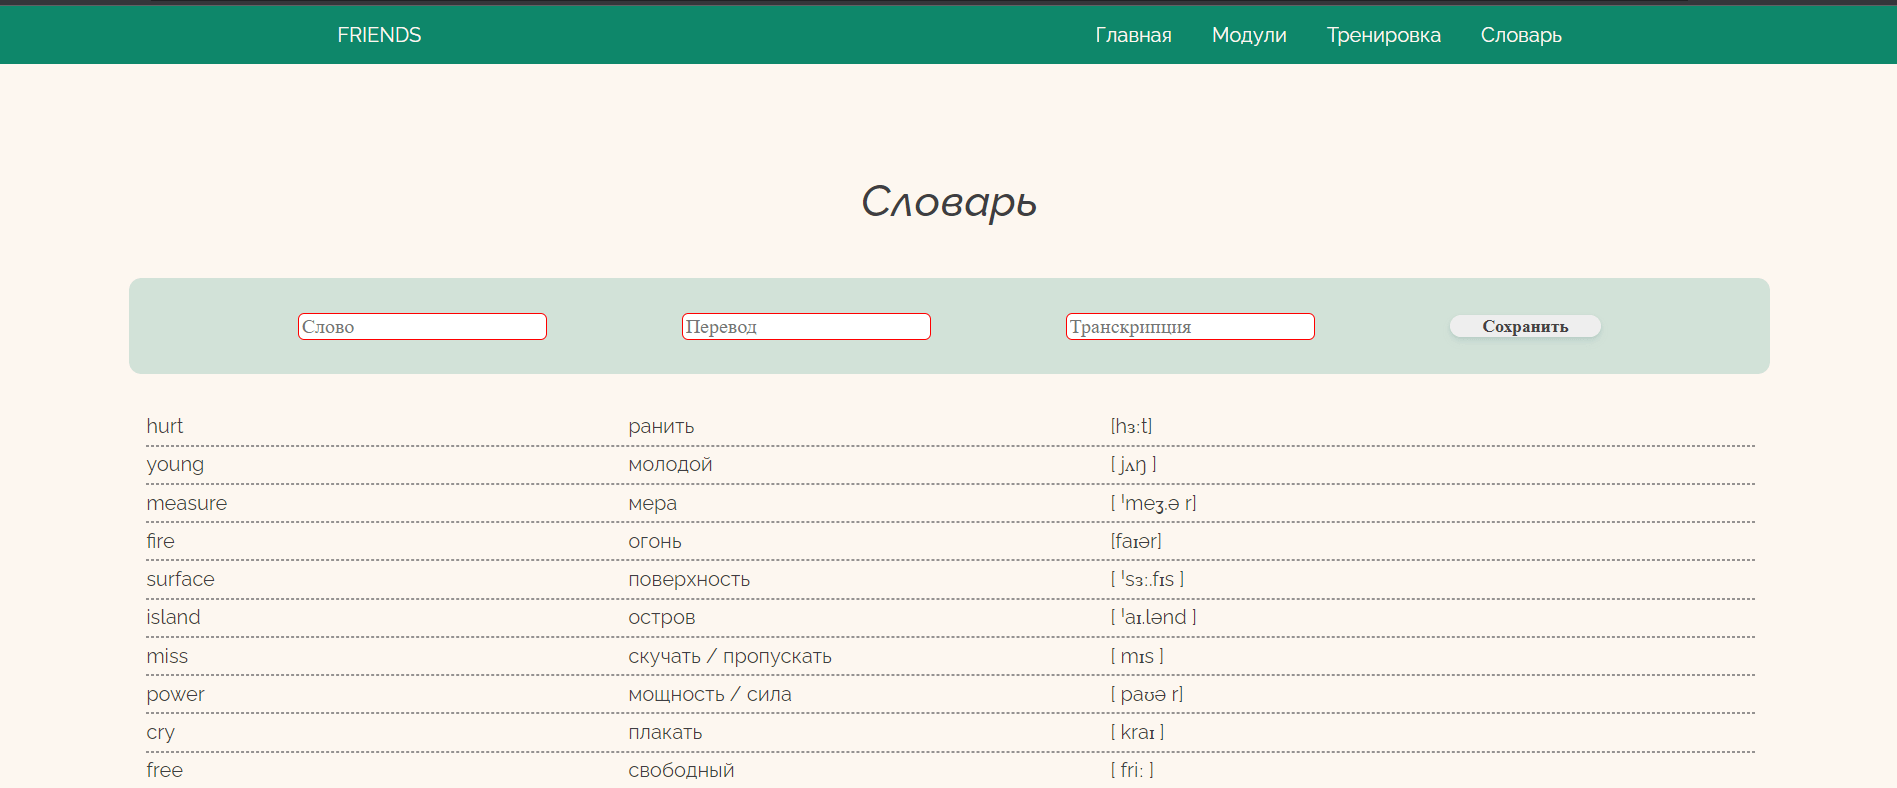 FRIENDS Главная Модули Тренировка Словарь
Словарь
Слово Перевод Транскрипция Сохранить
hurt ранить [hɜːt]
young молодой [ jʌŋ ]
measure мера [ ˈmeʒ.ə r]
fire огонь [faɪər]
surface поверхность [ ˈsɜː.fɪs ]
island остров [ ˈaɪ.lənd ]
miss скучать / пропускать [ mɪs ]
power мощность / сила [ paʊə r]
cry плакать [ kraɪ ]
free свободный [ friː ]